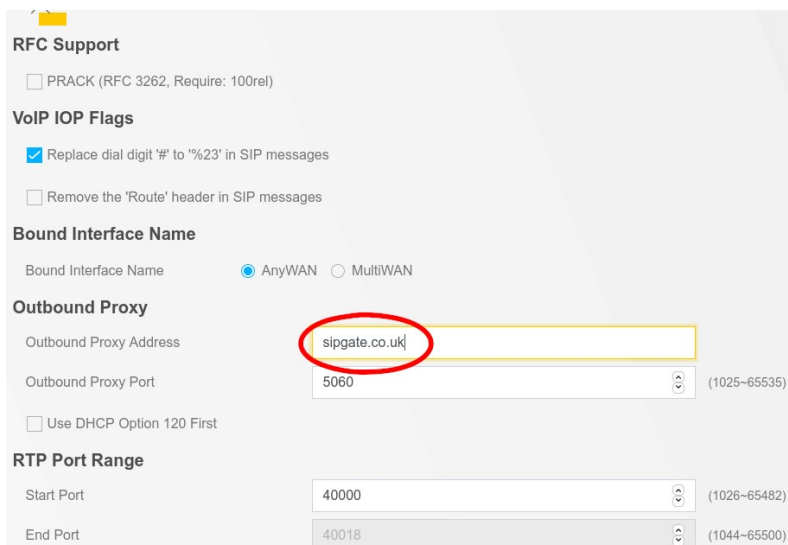 RFC Support
PRACK (RFC 3262, Require: 100rel)
VoIP IOP Flags
Replace dial digit '#' to '%23' in SIP messages
Remove the 'Route' header in SIP messages
Bound Interface Name
Bound Interface Name AnyWAN MultiWAN
Outbound Proxy
Outbound Proxy Address sipgate.co.uk
Outbound Proxy Port 5060 (1025~65535)
Use DHCP Option 120 First
RTP Port Range
Start Port 40000 (1026~65482)
End Port 40018 (1044~65500)